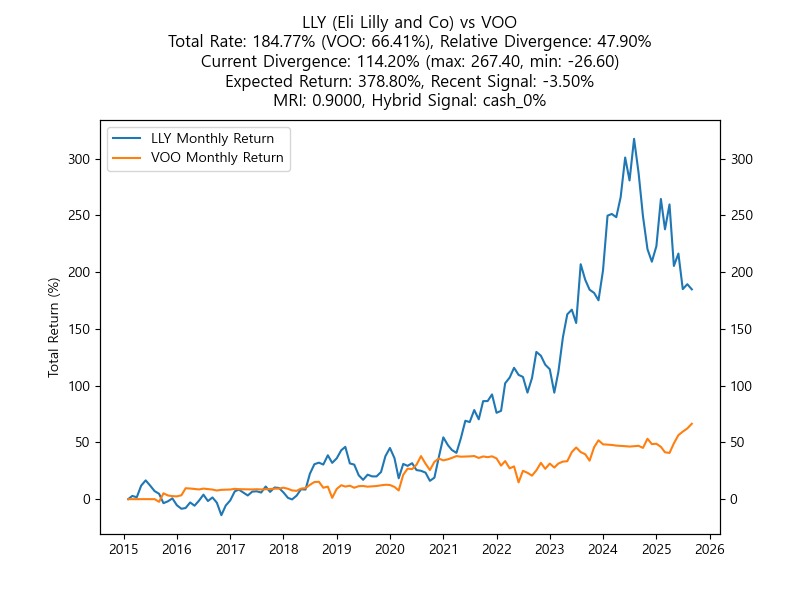 LLY (Eli Lilly and Co) vs VOO
Total Rate: 184.77% (VOO: 66.41%), Relative Divergence: 47.90%
Current Divergence: 114.20% (max: 267.40, min: -26.60)
Expected Return: 378.80%, Recent Signal: -3.50%
MRI: 0.9000, Hybrid Signal: cash_0%
LLY Monthly Return
VOO Monthly Return
Total Return (%)
300 300
250 250
200 200
150 150
100 100
50 50
0 0
2015 2016 2017 2018 2019 2020 2021 2022 2023 2024 2025 2026